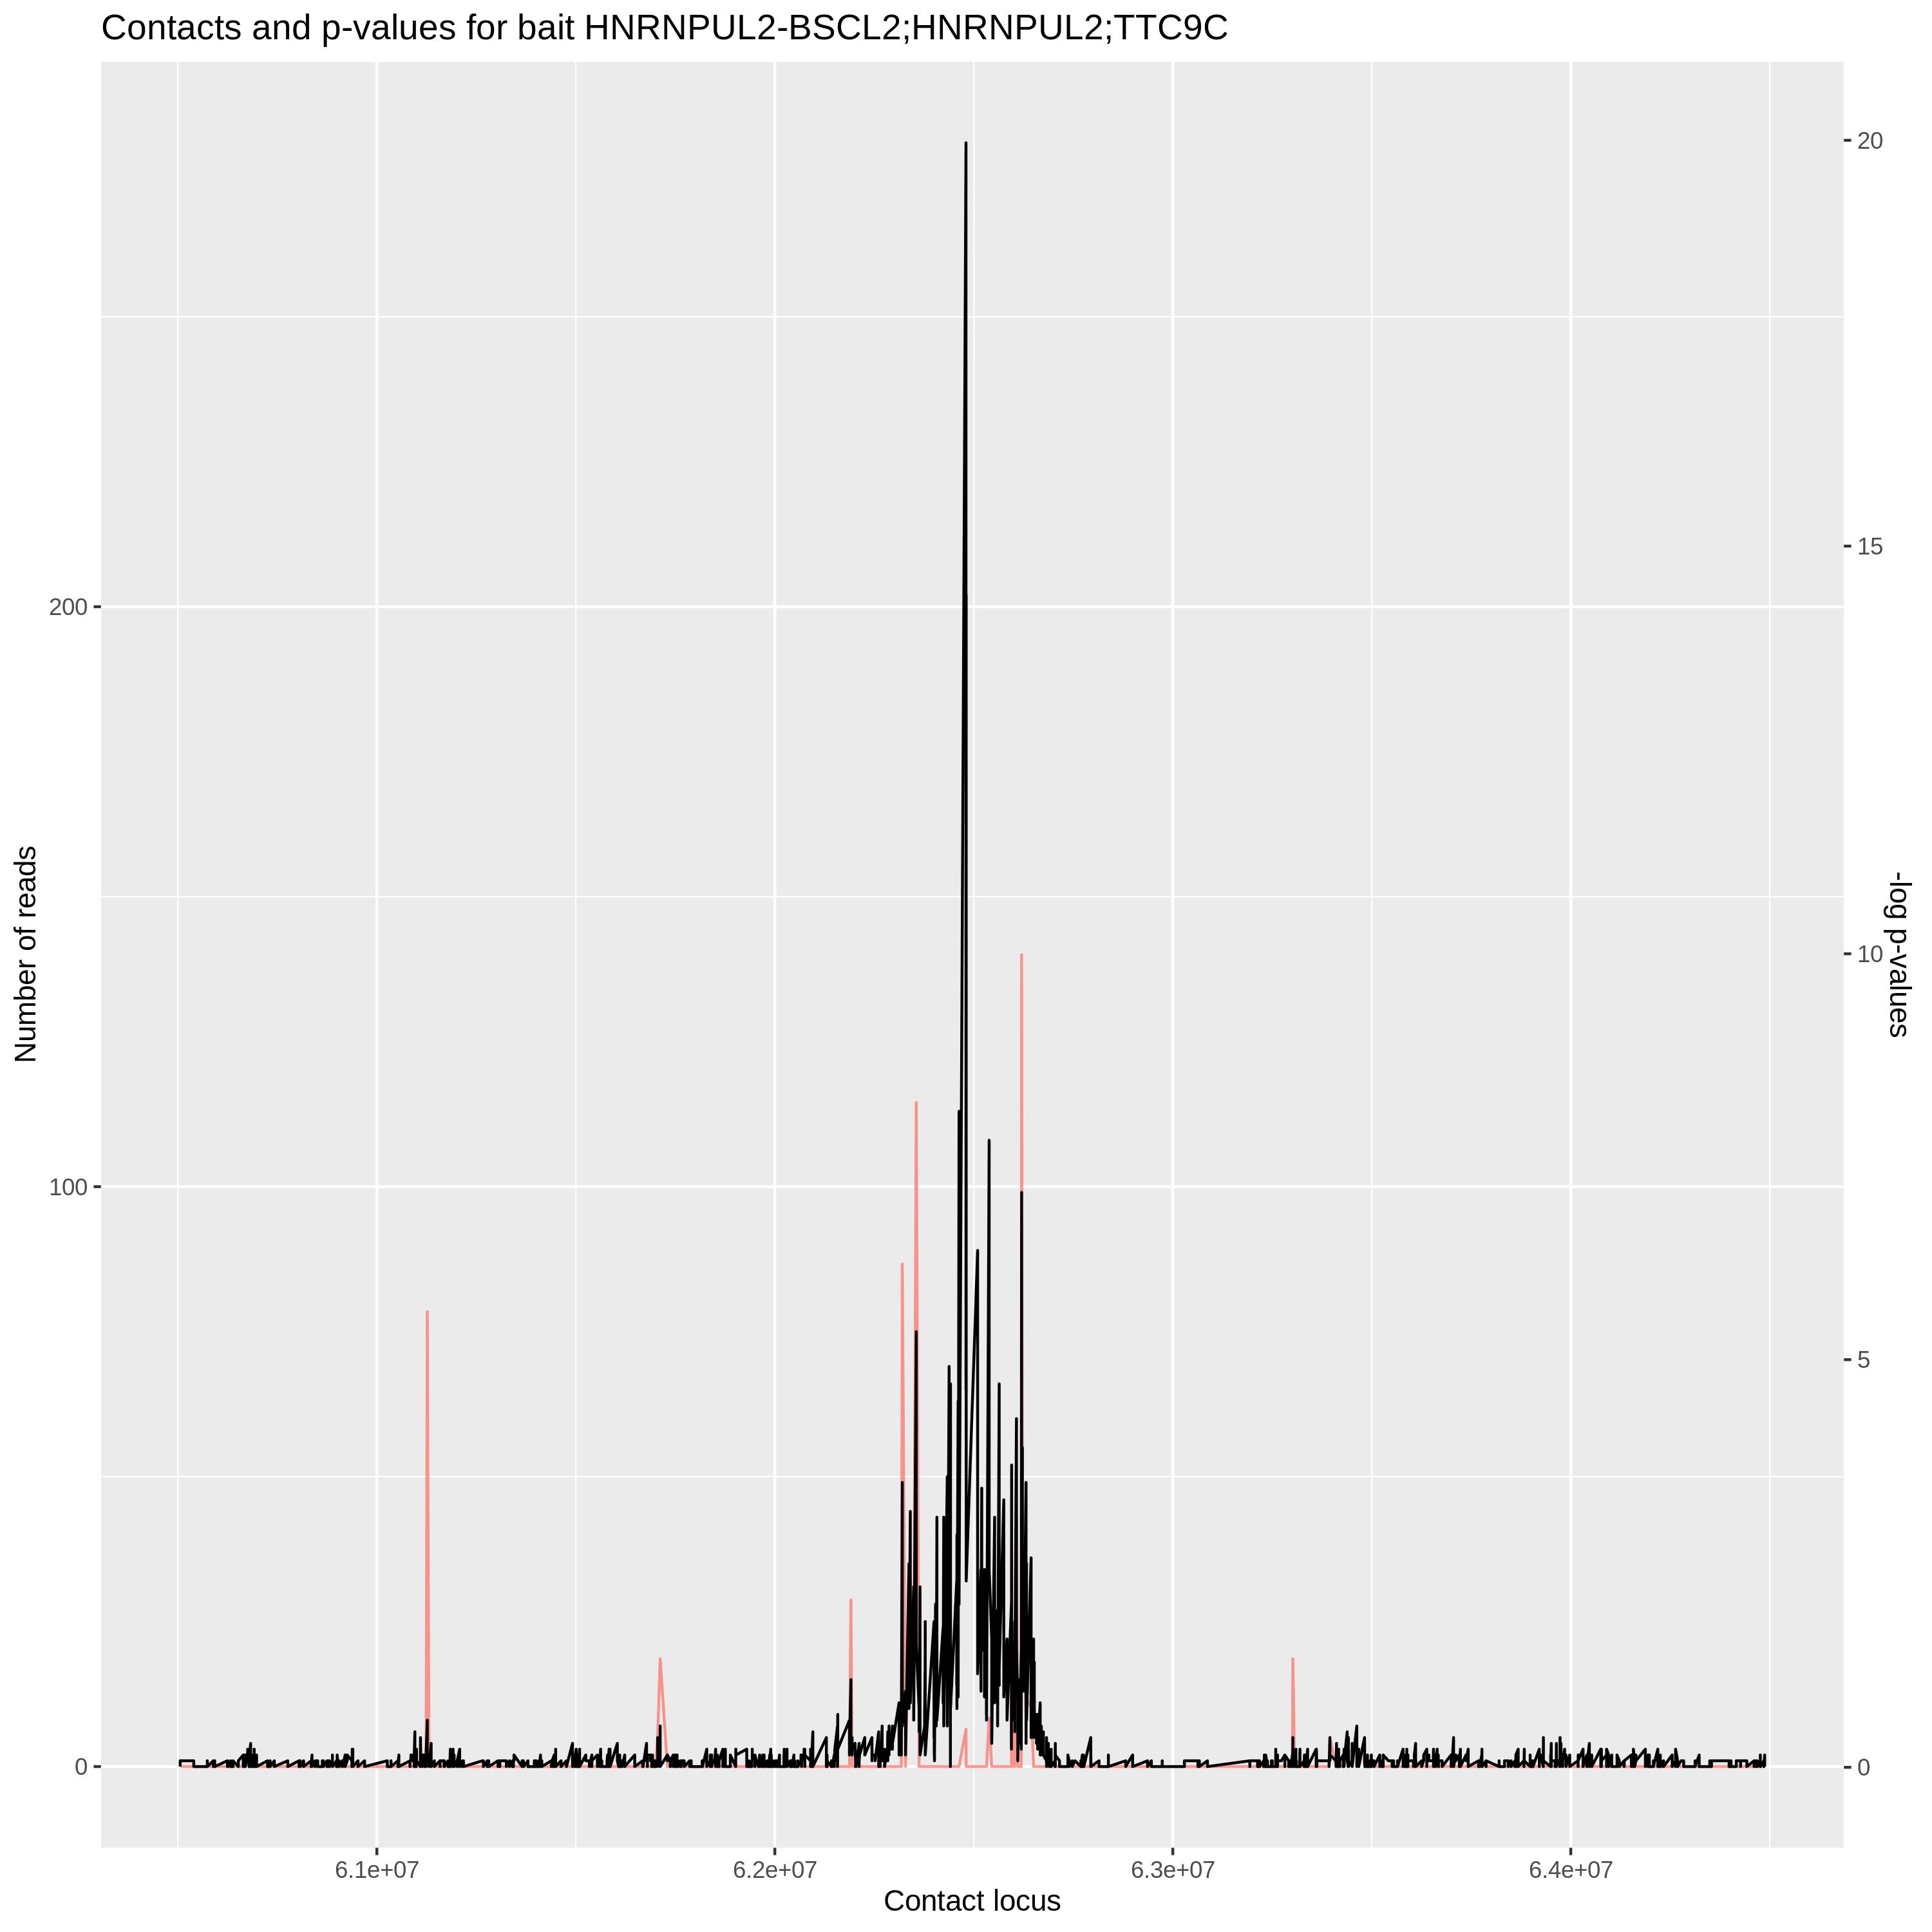 Contacts and p-values for bait HNRNPUL2-BSCL2;HNRNPUL2;TTC9C
20
15
200
Number of reads
-log p-values
10
100
5
0
0
6.1e+07
6.2e+07
6.3e+07
6.4e+07
Contact locus